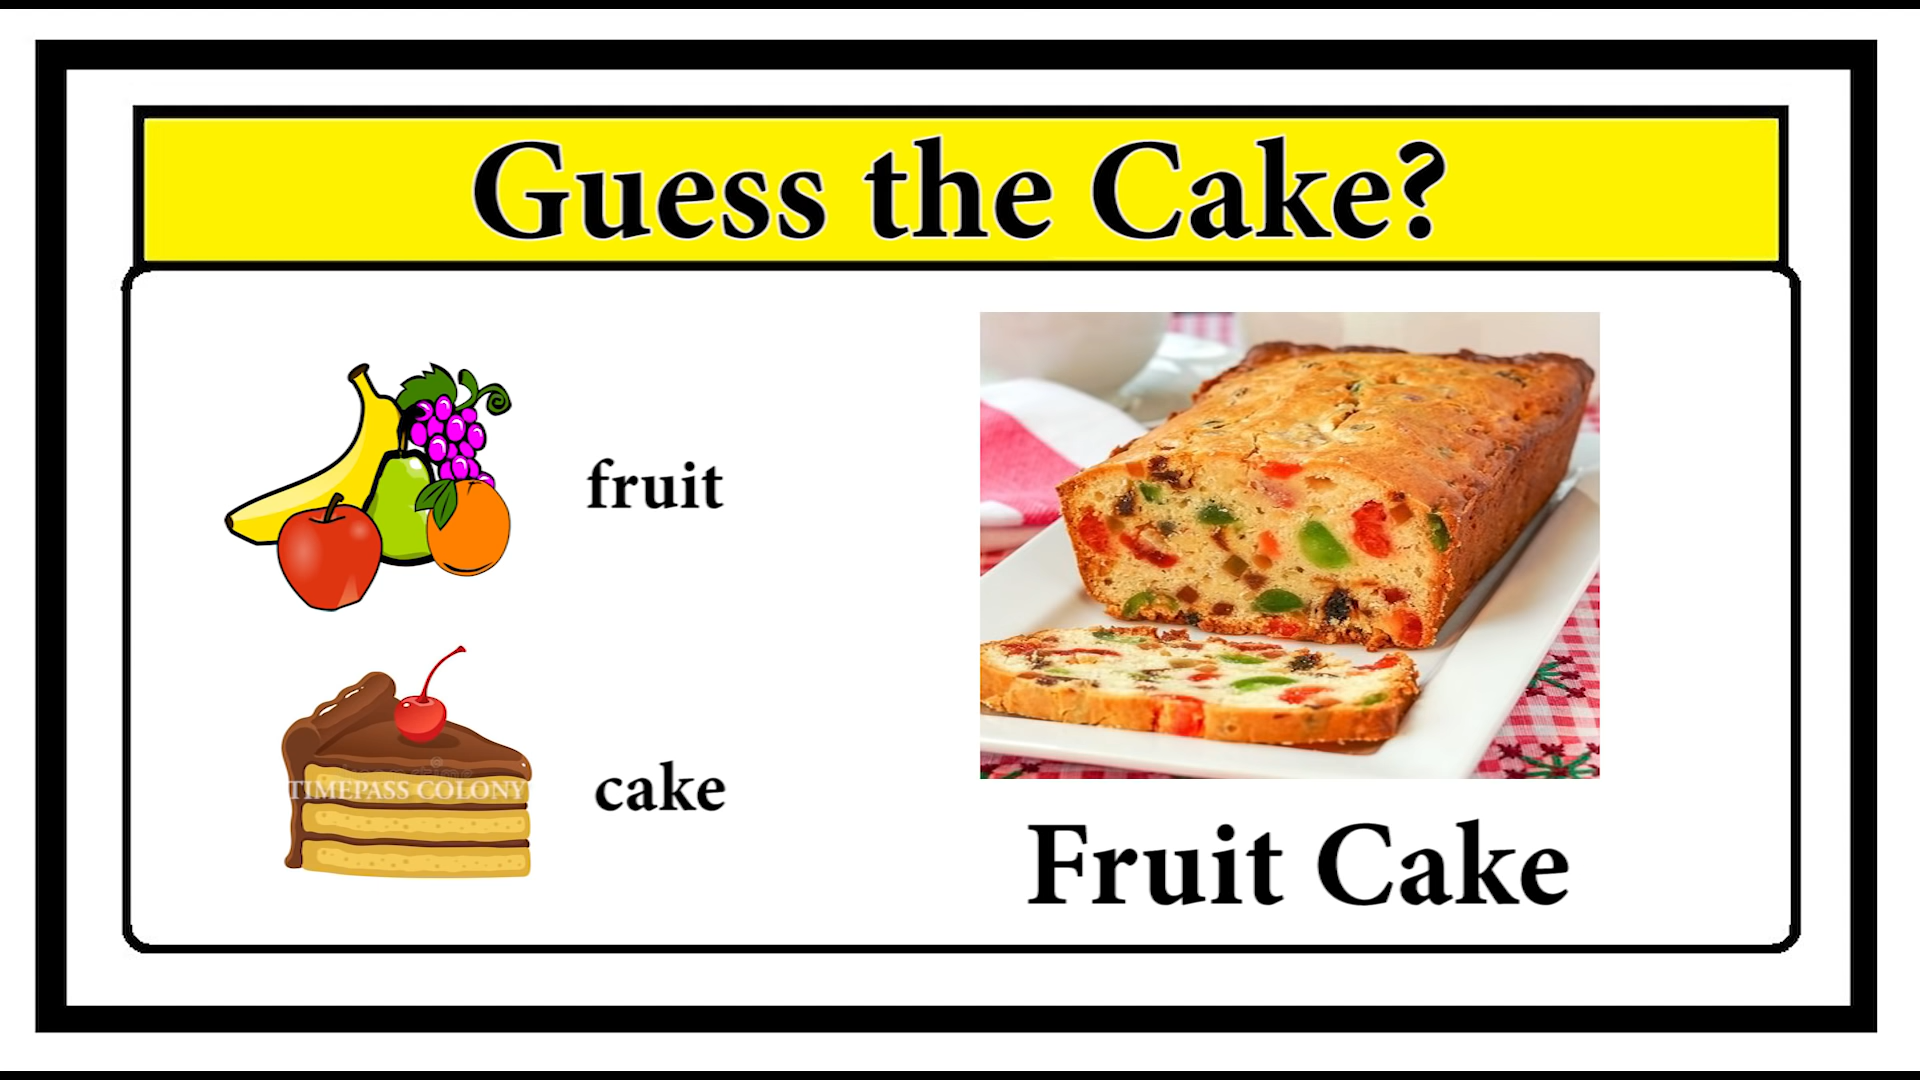 Guess the Cake?
fruit
TIMEPASS COLONY
cake
Fruit Cake